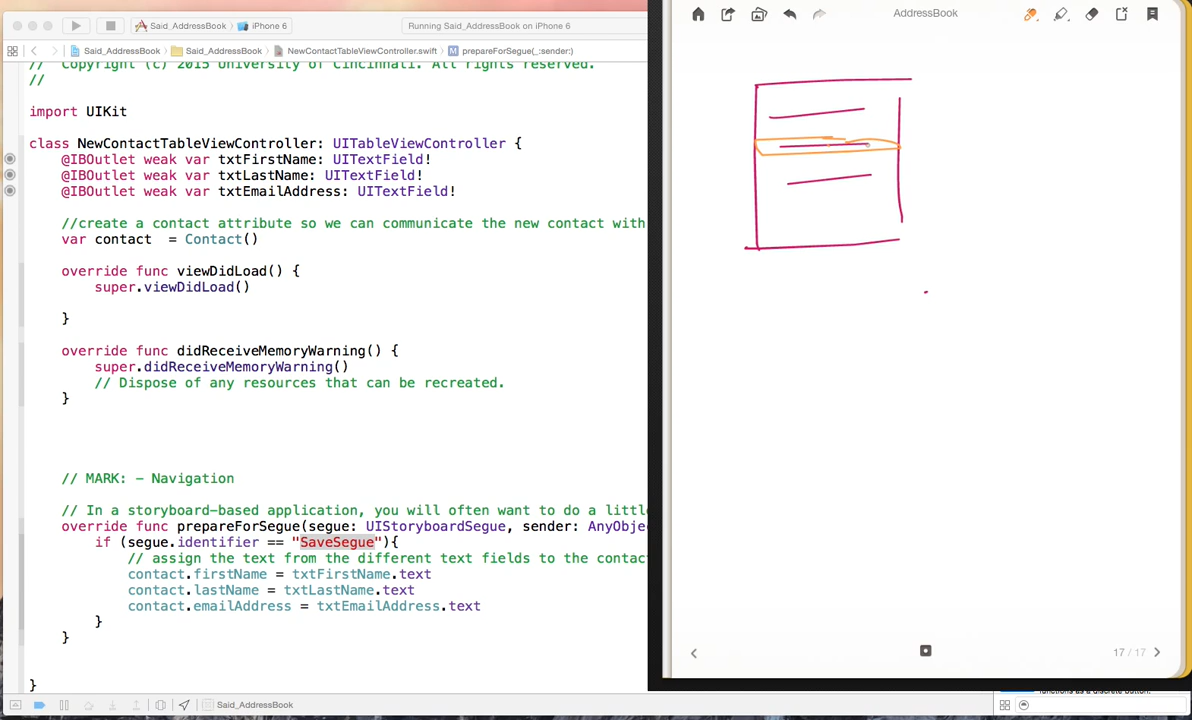 Said_AddressBook
iPhone 6
Running Said_AddressBook on iPhone 6
AddressBook
Said_AddressBook
Said_AddressBook
NewContactTableViewController.swift
M
prepareForSegue(_:sender:)
//  Copyright (c) 2015 University of Cincinnati. All rights reserved.
//
import UIKit
class NewContactTableViewController: UITableViewController {
@IBOutlet weak var txtFirstName: UITextField!
@IBOutlet weak var txtLastName: UITextField!
@IBOutlet weak var txtEmailAddress: UITextField!
//create a contact attribute so we can communicate the new contact with
var contact  = Contact()
override func viewDidLoad() {
super.viewDidLoad()
}
override func didReceiveMemoryWarning() {
super.didReceiveMemoryWarning()
// Dispose of any resources that can be recreated.
}
// MARK: - Navigation
// In a storyboard-based application, you will often want to do a little
override func prepareForSegue(segue: UIStoryboardSegue, sender: AnyObjec
if (segue.identifier == "SaveSegue"){
// assign the text from the different text fields to the contact
contact.firstName = txtFirstName.text
contact.lastName = txtLastName.text
contact.emailAddress = txtEmailAddress.text
}
}
}
17 / 17
functions as a discrete button.
Said_AddressBook